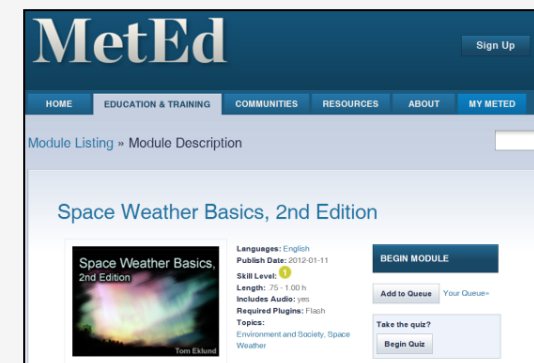 MetEd
Sign Up
HOME EDUCATION & TRAINING COMMUNITIES RESOURCES ABOUT MY METED
Module Listing » Module Description
Space Weather Basics, 2nd Edition
Space Weather Basics,
2nd Edition
Tom Eklund
Languages: English
Publish Date: 2012-01-11
Skill Level: 1
Length: .75 - 1.00 h
Includes Audio: yes
Required Plugins: Flash
Topics:
Environment and Society, Space
Weather
BEGIN MODULE
Add to Queue Your Queue»
Take the quiz?
Begin Quiz